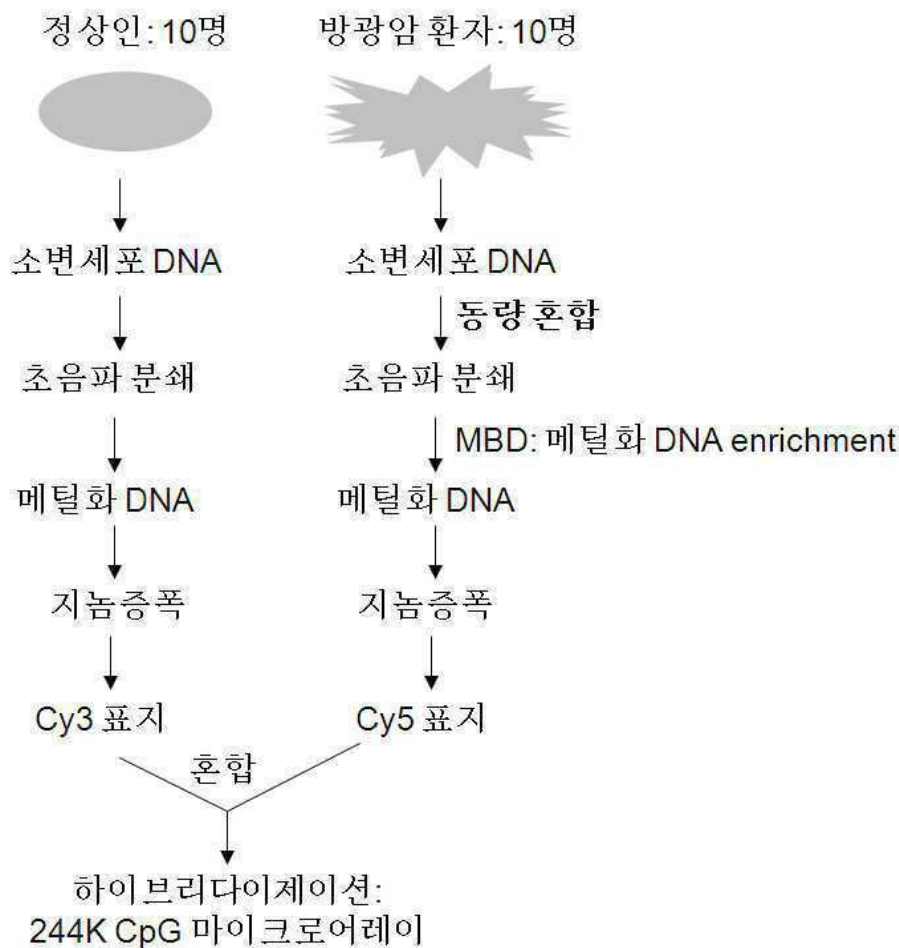 정상인: 10명
방광암 환자: 10명
소변세포 DNA
소변세포 DNA
동량 혼합
초음파 분쇄
초음파 분쇄
MBD: 메틸화 DNA enrichment
메틸화 DNA
메틸화 DNA
지놈증폭
지놈증폭
Cy3 표지
Cy5 표지
혼합
하이브리다이제이션:
244K CpG 마이크로어레이